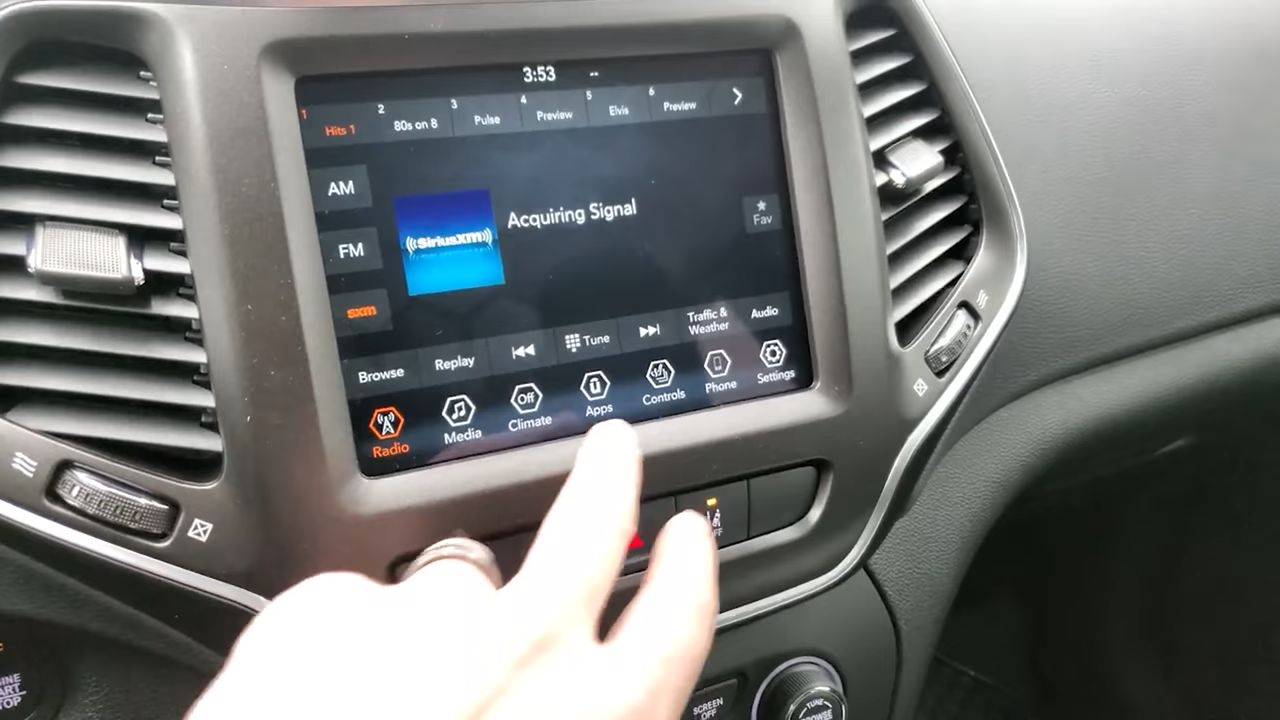 3:53 --
1 Hits 1
2 80s on 8
3 Pulse
4 Preview
5 Elvis
6 Preview
AM
FM
sxm
((SiriusXM))
Acquiring Signal
Fav
Browse
Replay
Tune
Traffic &
Weather
Audio
Radio
Media
Off
Climate
Apps
Controls
Phone
Settings
SCREEN
OFF
TUNE
BROWSE